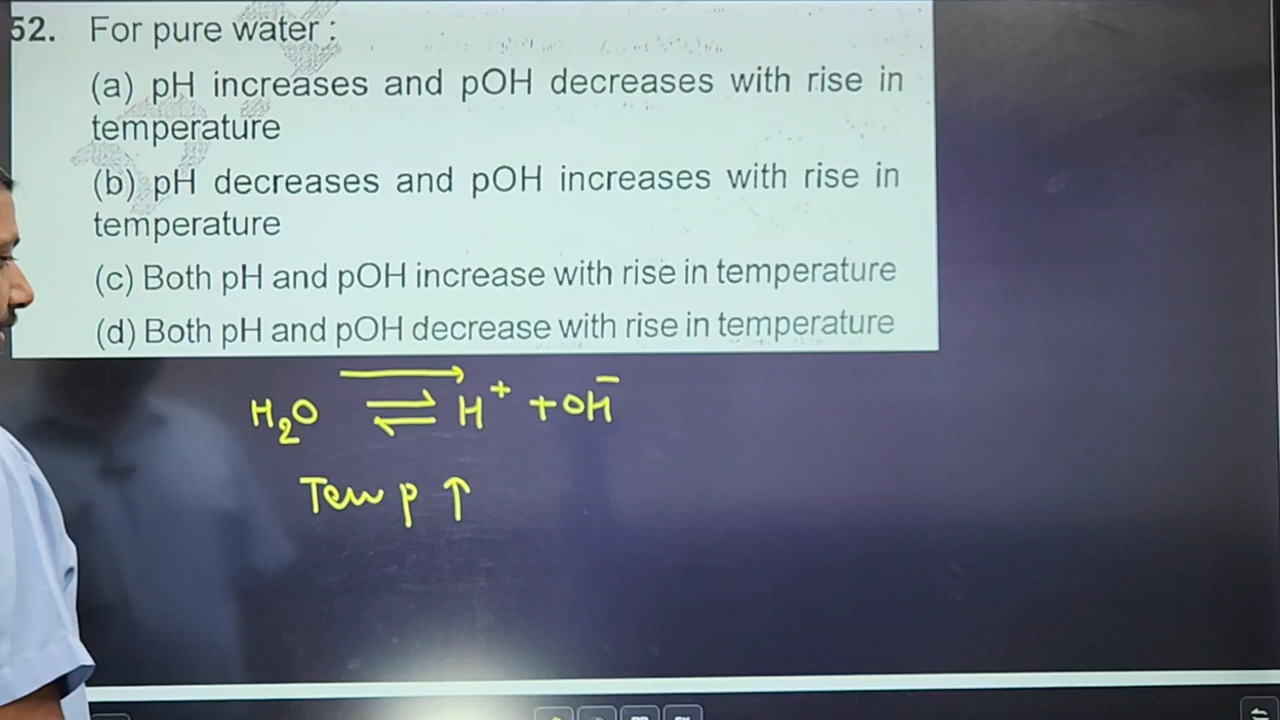 52. For pure water :
(a) pH increases and pOH decreases with rise in
temperature
(b) pH decreases and pOH increases with rise in
temperature
(c) Both pH and pOH increase with rise in temperature
(d) Both pH and pOH decrease with rise in temperature
H₂O ⇌ H⁺ + OH⁻
Temp ↑